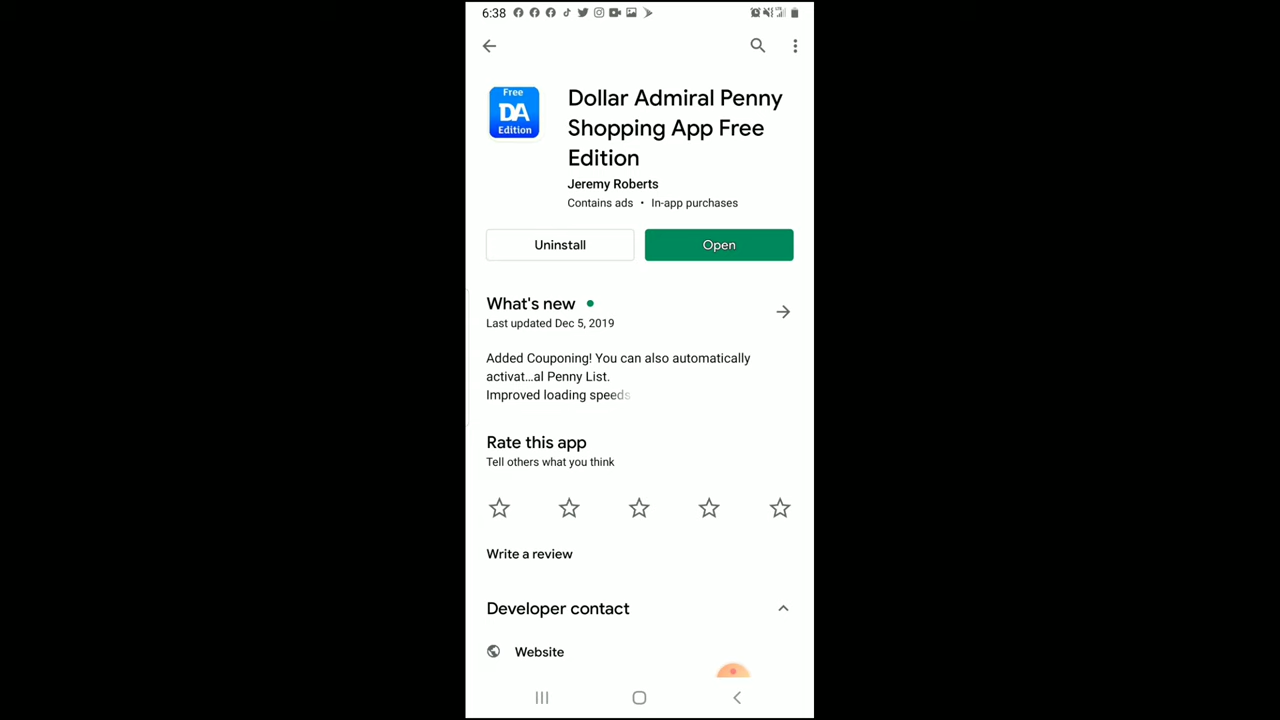 6:38
Free
DA
Edition
Dollar Admiral Penny
Shopping App Free
Edition
Jeremy Roberts
Contains ads • In-app purchases
Uninstall
Open
What's new
Last updated Dec 5, 2019
Added Couponing! You can also automatically
activat...al Penny List.
Improved loading speeds
Rate this app
Tell others what you think
Write a review
Developer contact
Website